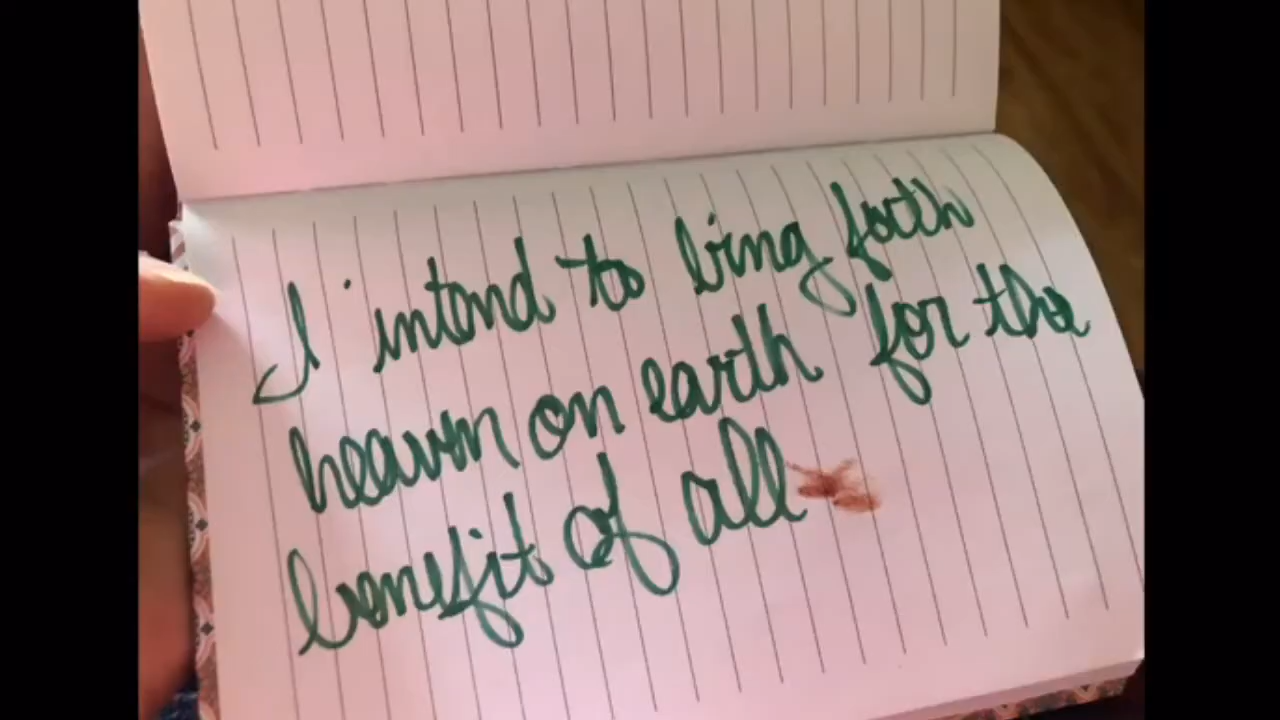 I intend to bring forth
heaven on earth for the
benefit of all